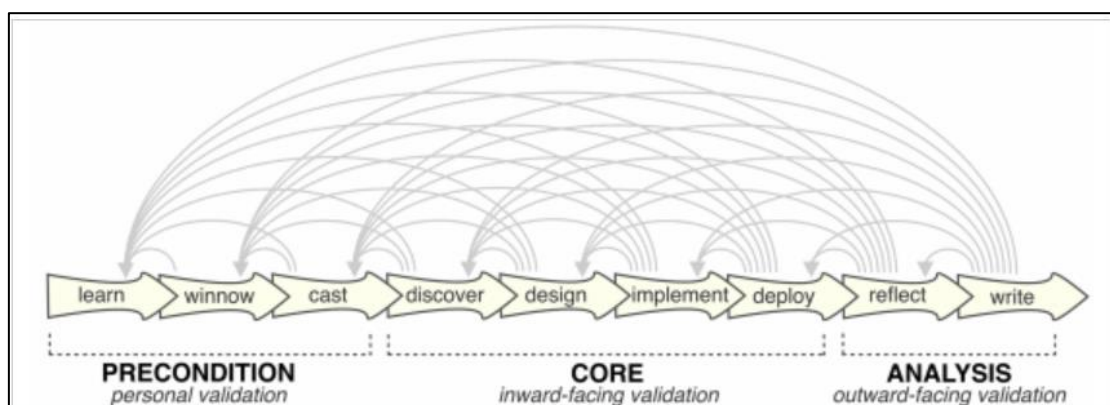 learn winnow cast discover design implement deploy reflect write
PRECONDITION CORE ANALYSIS
personal validation inward-facing validation outward-facing validation